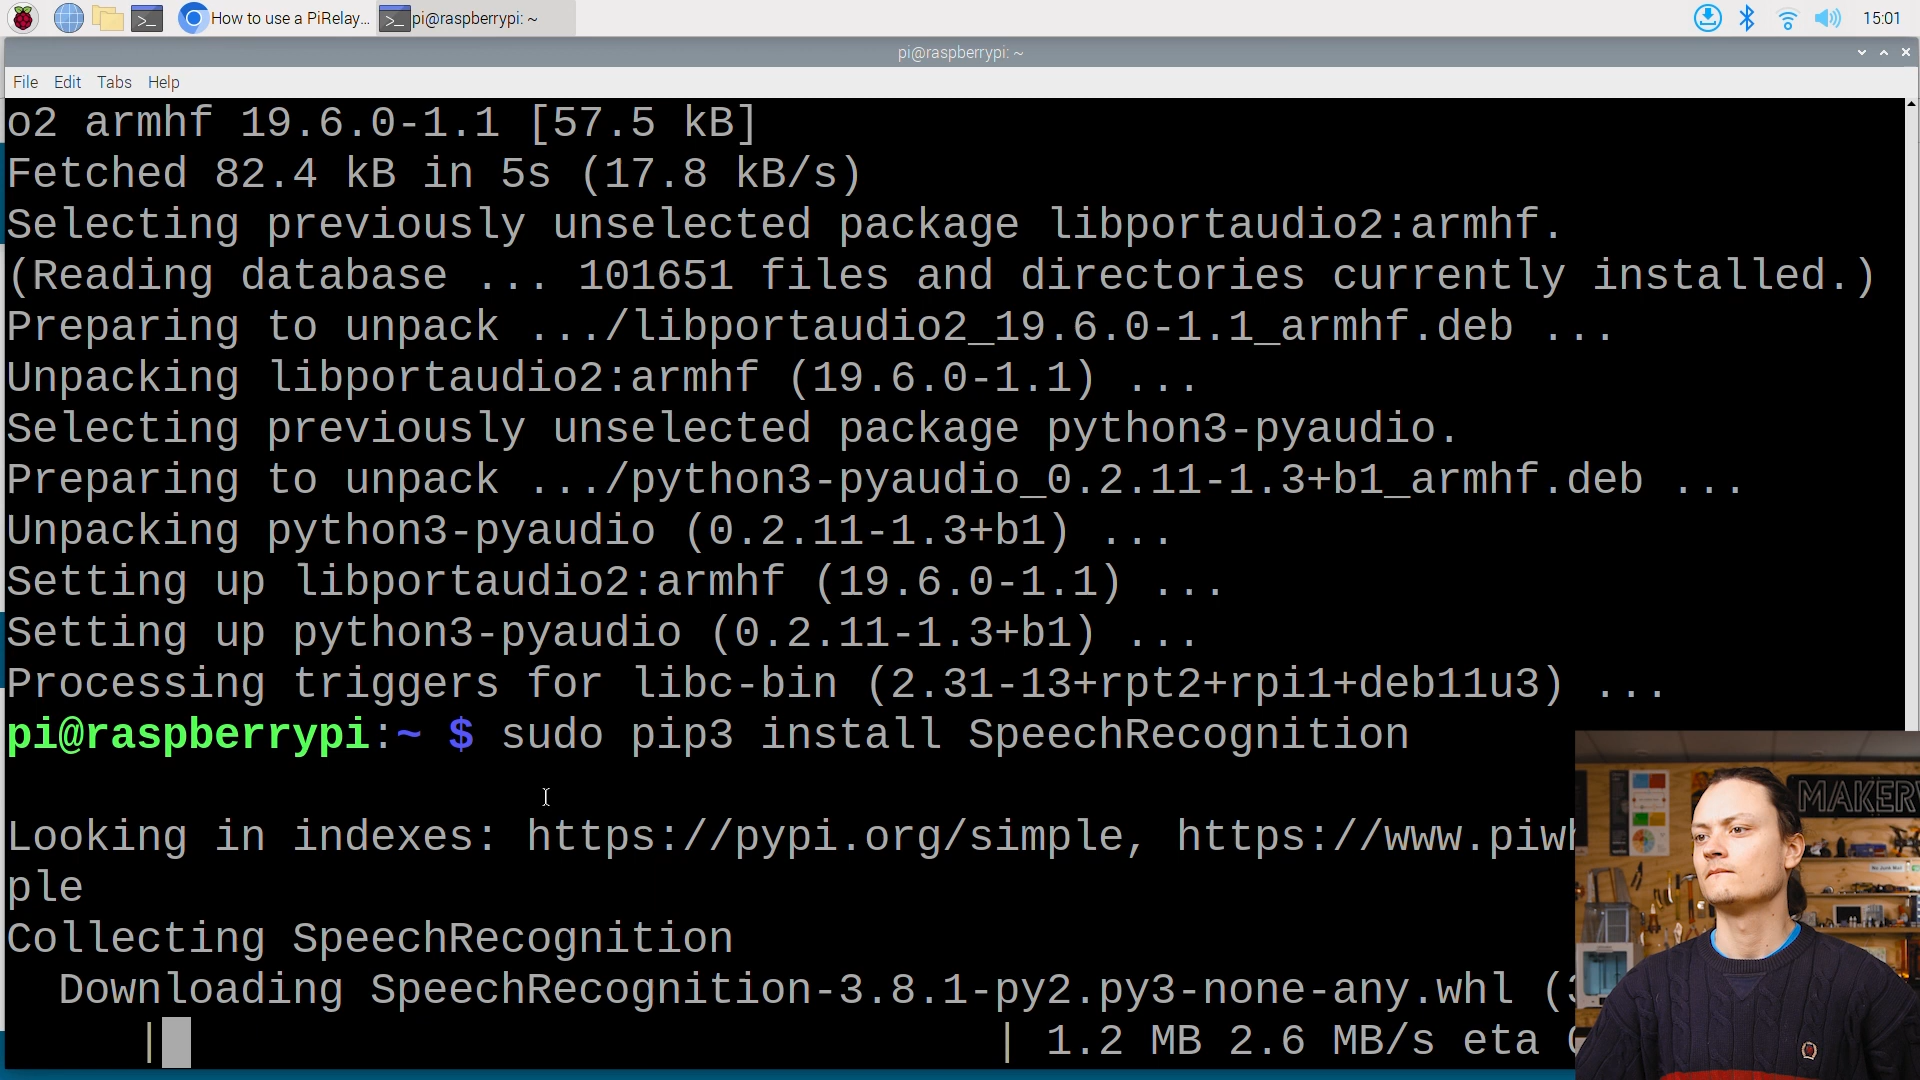 How to use a PiRelay...
pi@raspberrypi: ~
15:01
pi@raspberrypi: ~
File Edit Tabs Help
o2 armhf 19.6.0-1.1 [57.5 kB]
Fetched 82.4 kB in 5s (17.8 kB/s)
Selecting previously unselected package libportaudio2:armhf.
(Reading database ... 101651 files and directories currently installed.)
Preparing to unpack .../libportaudio2_19.6.0-1.1_armhf.deb ...
Unpacking libportaudio2:armhf (19.6.0-1.1) ...
Selecting previously unselected package python3-pyaudio.
Preparing to unpack .../python3-pyaudio_0.2.11-1.3+b1_armhf.deb ...
Unpacking python3-pyaudio (0.2.11-1.3+b1) ...
Setting up libportaudio2:armhf (19.6.0-1.1) ...
Setting up python3-pyaudio (0.2.11-1.3+b1) ...
Processing triggers for libc-bin (2.31-13+rpt2+rpi1+deb11u3) ...
pi@raspberrypi:~ $ sudo pip3 install SpeechRecognition
Looking in indexes: https://pypi.org/simple, https://www.piw
ple
Collecting SpeechRecognition
Downloading SpeechRecognition-3.8.1-py2.py3-none-any.whl (
| | 1.2 MB 2.6 MB/s eta
MAKER